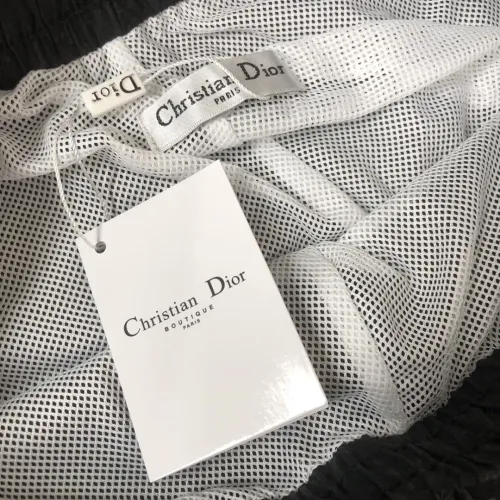 Dior
Christian Dior
PARIS
Christian Dior
BOUTIQUE
PARIS